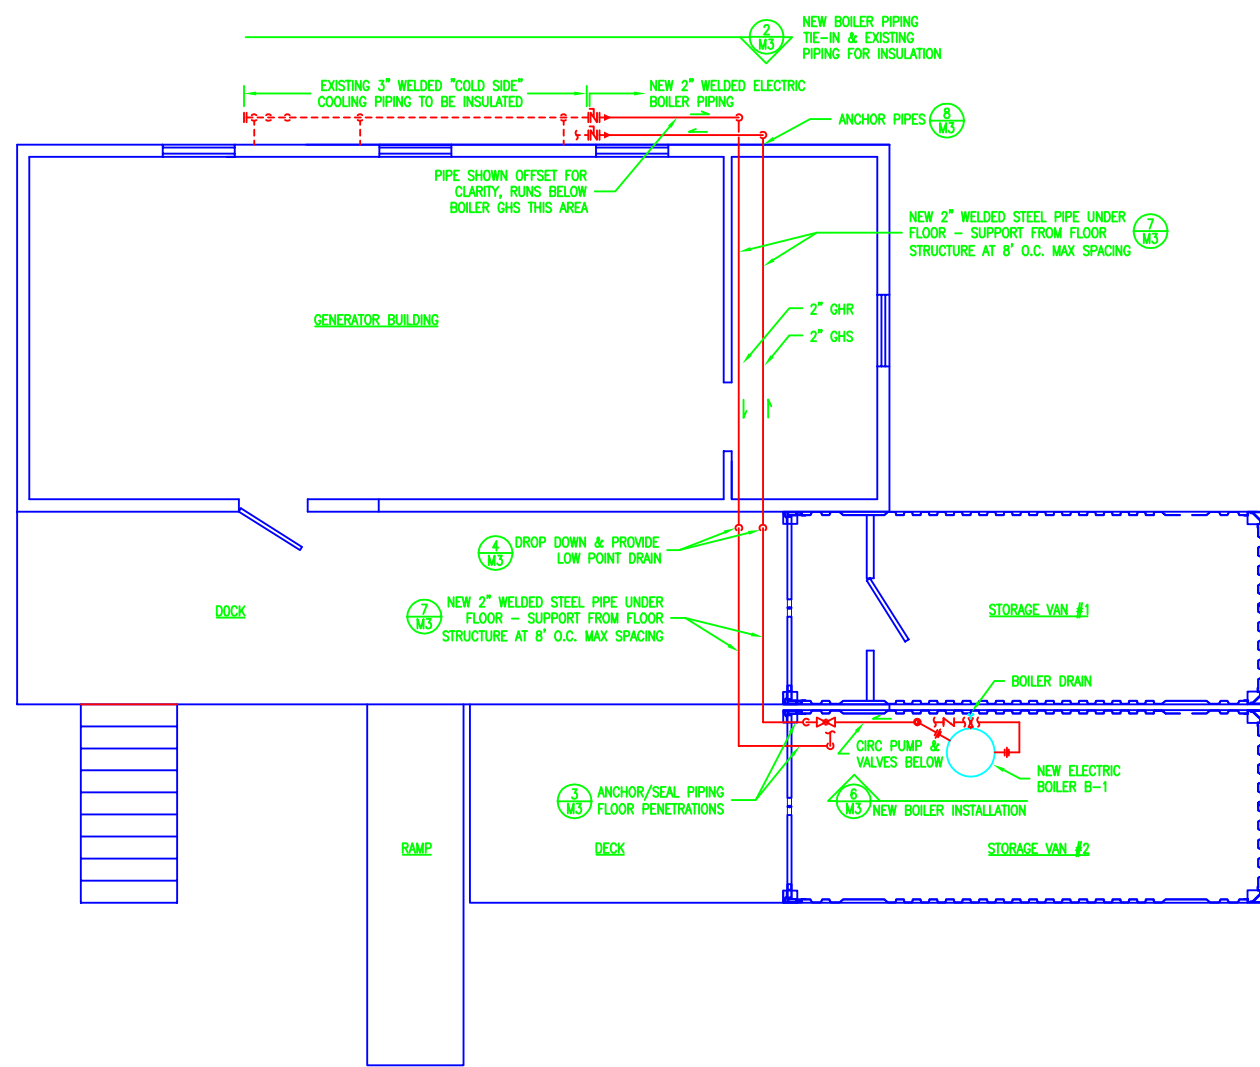 2
M3
NEW BOILER PIPING
TIE-IN & EXISTING
PIPING FOR INSULATION
EXISTING 3" WELDED "COLD SIDE"
COOLING PIPING TO BE INSULATED
NEW 2" WELDED ELECTRIC
BOILER PIPING
ANCHOR PIPES
8
M3
PIPE SHOWN OFFSET FOR
CLARITY, RUNS BELOW
BOILER GHS THIS AREA
NEW 2" WELDED STEEL PIPE UNDER
FLOOR - SUPPORT FROM FLOOR
STRUCTURE AT 8' O.C. MAX SPACING
7
M3
GENERATOR BUILDING
2" GHR
2" GHS
4
M3
DROP DOWN & PROVIDE
LOW POINT DRAIN
7
M3
NEW 2" WELDED STEEL PIPE UNDER
FLOOR - SUPPORT FROM FLOOR
STRUCTURE AT 8' O.C. MAX SPACING
DOCK
STORAGE VAN #1
BOILER DRAIN
CIRC PUMP &
VALVES BELOW
NEW ELECTRIC
BOILER B-1
3
M3
ANCHOR/SEAL PIPING
FLOOR PENETRATIONS
6
M3
NEW BOILER INSTALLATION
RAMP
DECK
STORAGE VAN #2